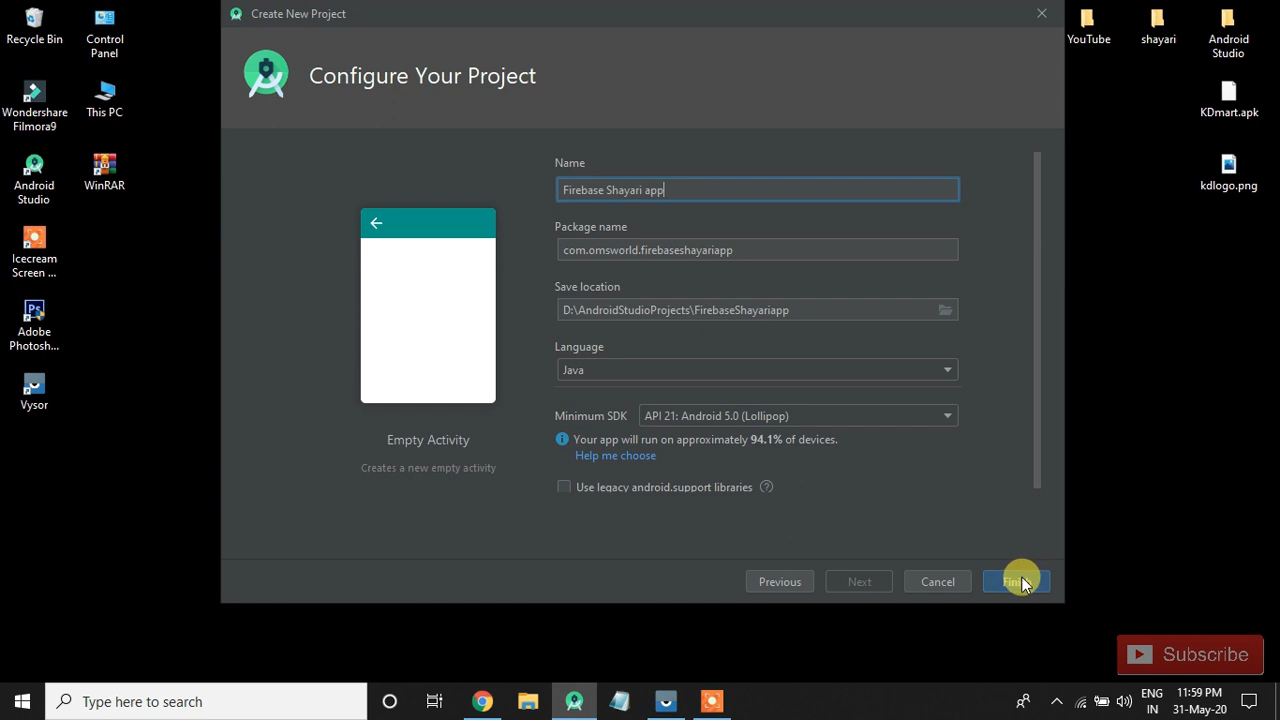 Create New Project
Recycle Bin
Control
Panel
YouTube
shayari
Android
Studio
Configure Your Project
Wondershare
Filmora9
This PC
KDmart.apk
Name
Firebase Shayari app
Android
Studio
WinRAR
kdlogo.png
Package name
com.omsworld.firebaseshayariapp
Icecream
Screen ...
Save location
D:\AndroidStudioProjects\FirebaseShayariapp
Adobe
Photosh...
Language
Java
Vysor
Minimum SDK
API 21: Android 5.0 (Lollipop)
Empty Activity
Your app will run on approximately 94.1% of devices.
Help me choose
Creates a new empty activity
Use legacy android.support libraries
Previous
Next
Cancel
Subscribe
Type here to search
ENG
IN
11:59 PM
31-May-20